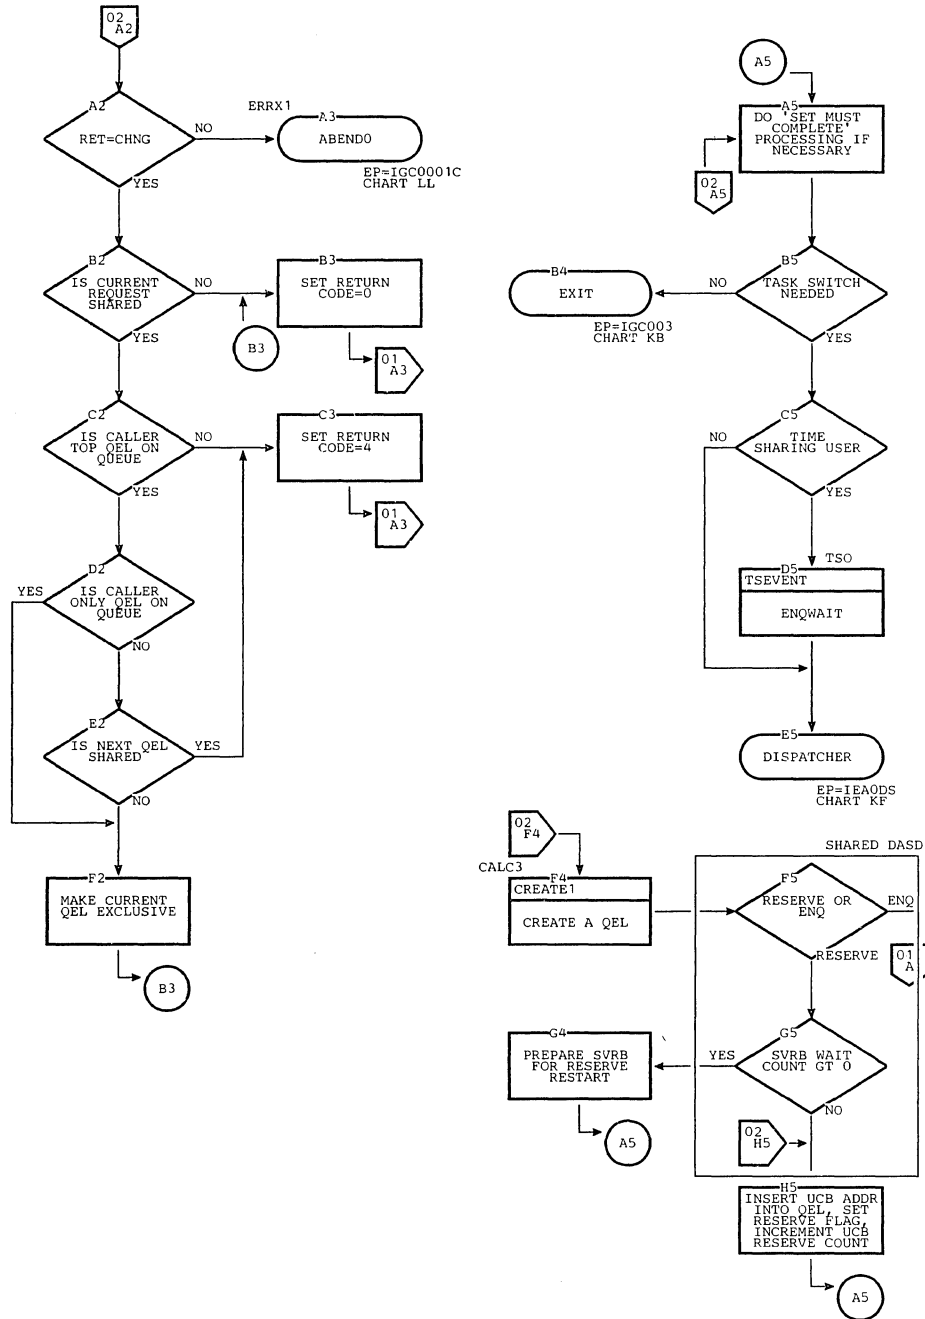 02
A2
A2
RET=CHNG
NO
YES
ERRX1
A3
ABEND0
EP=IGC0001C
CHART LL
B2
IS CURRENT
REQUEST
SHARED
NO
YES
B3
SET RETURN
CODE=0
B3
01
A3
C2
IS CALLER
TOP QEL ON
QUEUE
NO
YES
C3
SET RETURN
CODE=4
01
A3
D2
YES
IS CALLER
ONLY QEL ON
QUEUE
NO
E2
IS NEXT QEL
SHARED
YES
NO
F2
MAKE CURRENT
QEL EXCLUSIVE
B3
A5
A5
DO 'SET MUST
COMPLETE'
PROCESSING IF
NECESSARY
02
A5
B5
TASK SWITCH
NEEDED
NO
YES
B4
EXIT
EP=IGC003
CHART KB
C5
NO
TIME
SHARING USER
YES
TSO
D5
TSEVENT
ENQWAIT
E5
DISPATCHER
EP=IEA0DS
CHART KF
02
F4
CALC3
F4
CREATE1
CREATE A QEL
SHARED DASD
F5
RESERVE OR
ENQ
ENQ
RESERVE
01
A
G4
PREPARE SVRB
FOR RESERVE
RESTART
A5
G5
YES
SVRB WAIT
COUNT GT 0
NO
02
H5
H5
INSERT UCB ADDR
INTO QEL, SET
RESERVE FLAG,
INCREMENT UCB
RESERVE COUNT
A5